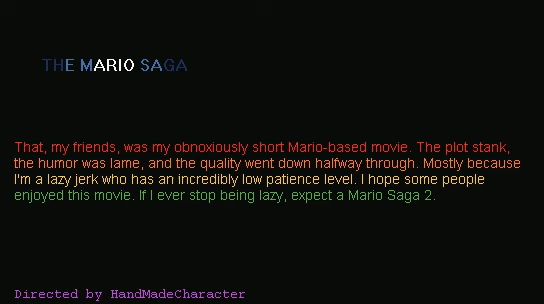 THE MARIO SAGA
That, my friends, was my obnoxiously short Mario-based movie. The plot stank,
the humor was lame, and the quality went down halfway through. Mostly because
I'm a lazy jerk who has an incredibly low patience level. I hope some people
enjoyed this movie. If I ever stop being lazy, expect a Mario Saga 2.
Directed by HandMadeCharacter